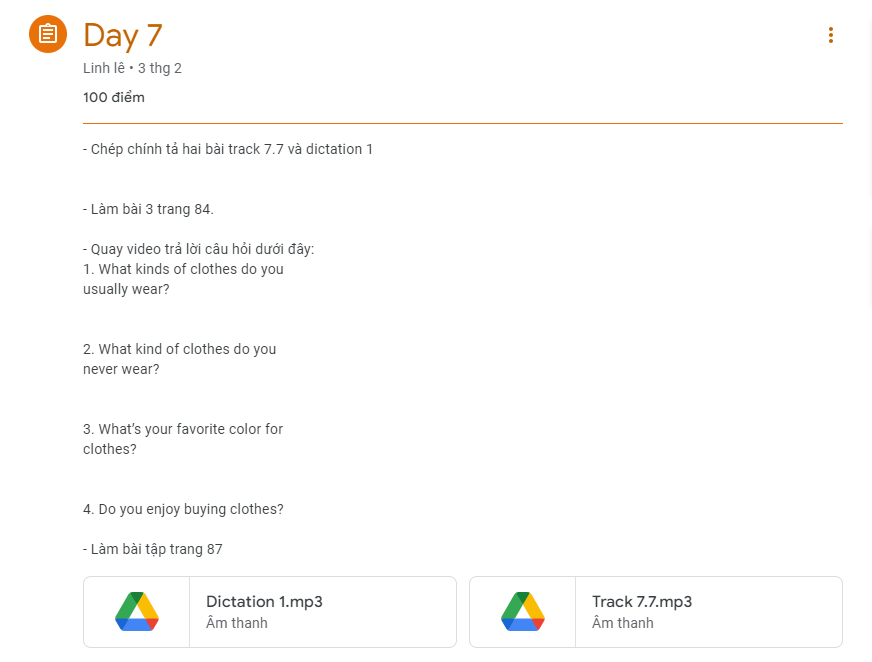 Day 7
Linh lê • 3 thg 2
100 điểm
- Chép chính tả hai bài track 7.7 và dictation 1
- Làm bài 3 trang 84.
- Quay video trả lời câu hỏi dưới đây:
1. What kinds of clothes do you
usually wear?
2. What kind of clothes do you
never wear?
3. What’s your favorite color for
clothes?
4. Do you enjoy buying clothes?
- Làm bài tập trang 87
Dictation 1.mp3
Âm thanh
Track 7.7.mp3
Âm thanh